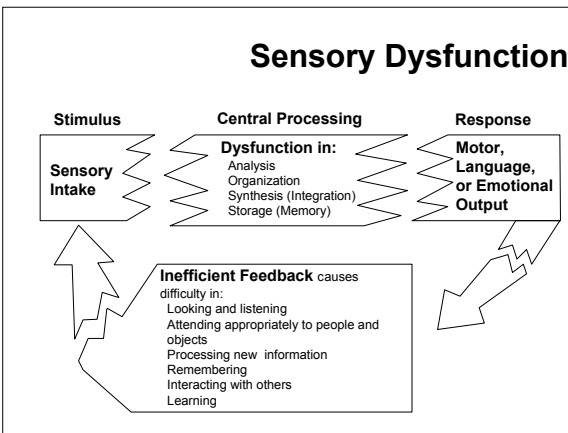 Sensory Dysfunction
Stimulus
Central Processing
Response
Sensory
Intake
Dysfunction in:
Analysis
Organization
Synthesis (Integration)
Storage (Memory)
Motor,
Language,
or Emotional
Output
Inefficient Feedback causes
difficulty in:
Looking and listening
Attending appropriately to people and
objects
Processing new information
Remembering
Interacting with others
Learning